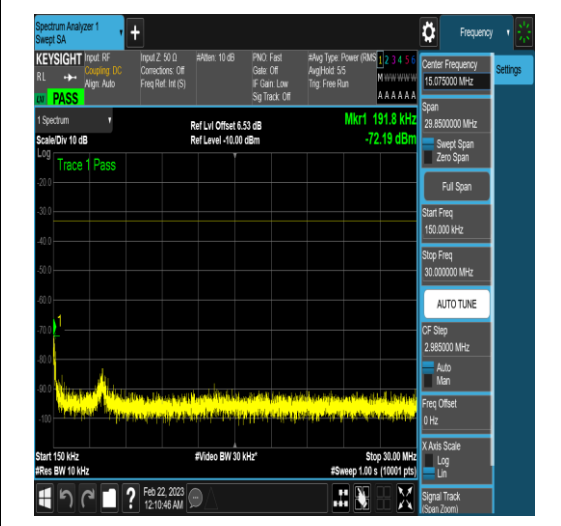 Spectrum Analyzer 1
Swept SA
Frequency
KEYSIGHT
RL
Input: RF
Coupling: DC
Align: Auto
Input Z: 50 Ω
Corrections: Off
Freq Ref: Int (S)
#Atten: 10 dB
PNO: Fast
Gate: Off
IF Gain: Low
Sig Track: Off
#Avg Type: Power (RMS
Avg|Hold: 5/5
Trig: Free Run
1 2 3 4 5 6
M W W W W W
A A A A A A
PASS
1 Spectrum
Scale/Div 10 dB
Ref Lvl Offset 6.53 dB
Ref Level -10.00 dBm
Mkr1 191.8 kHz
-72.19 dBm
Log
Trace 1 Pass
-20.0
-30.0
-40.0
-50.0
-60.0
-70.0
-80.0
-90.0
-100
1
Start 150 kHz
#Res BW 10 kHz
#Video BW 30 kHz*
Stop 30.00 MHz
#Sweep 1.00 s (10001 pts)
Feb 22, 2023
12:10:46 AM
?
Center Frequency
15.075000 MHz
Settings
Span
29.8500000 MHz
Swept Span
Zero Span
Full Span
Start Freq
150.000 kHz
Stop Freq
30.000000 MHz
AUTO TUNE
CF Step
2.985000 MHz
Auto
Man
Freq Offset
0 Hz
X Axis Scale
Log
Lin
Signal Track
(Span Zoom)